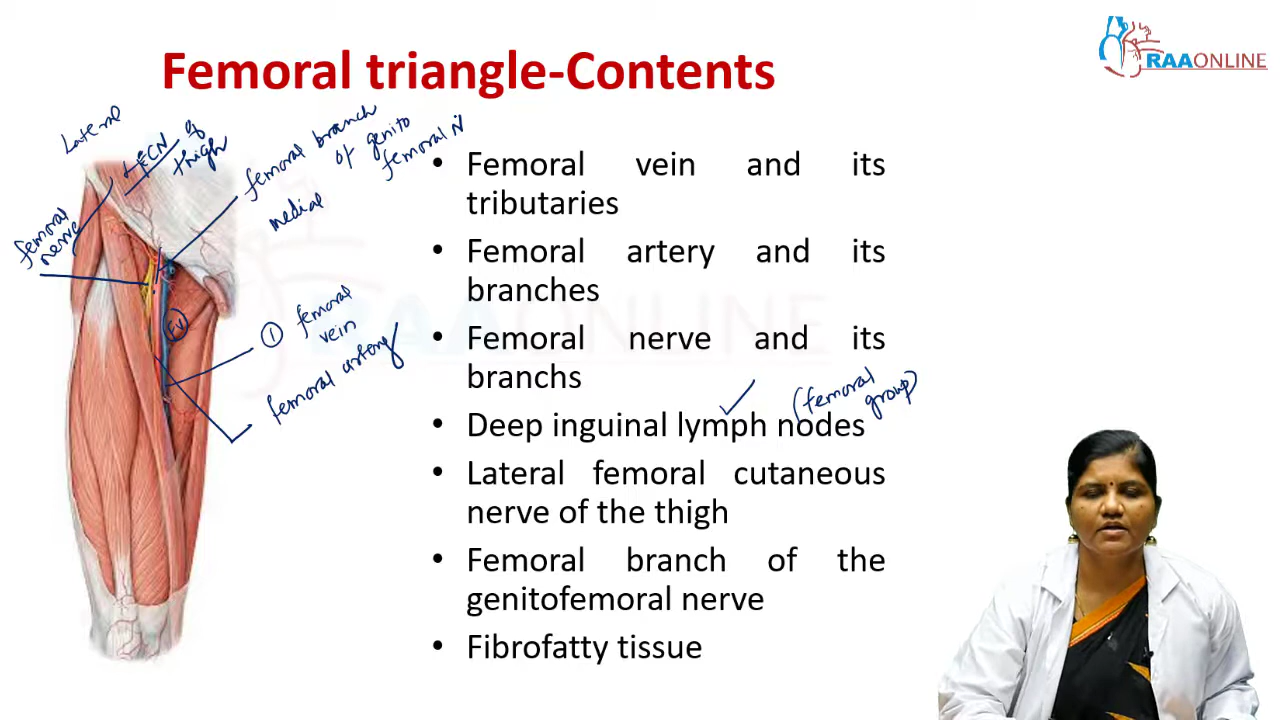 RAAONLINE
Femoral triangle-Contents
Lateral
LFCN of
thigh
femoral branch
of genito
femoral N
medial
femoral
nerve
Fv
① femoral
vein
femoral artery
• Femoral vein and its
tributaries
• Femoral artery and its
branches
• Femoral nerve and its
branchs
(femoral
group)
• Deep inguinal lymph nodes
• Lateral femoral cutaneous
nerve of the thigh
• Femoral branch of the
genitofemoral nerve
• Fibrofatty tissue
RAAONLINE